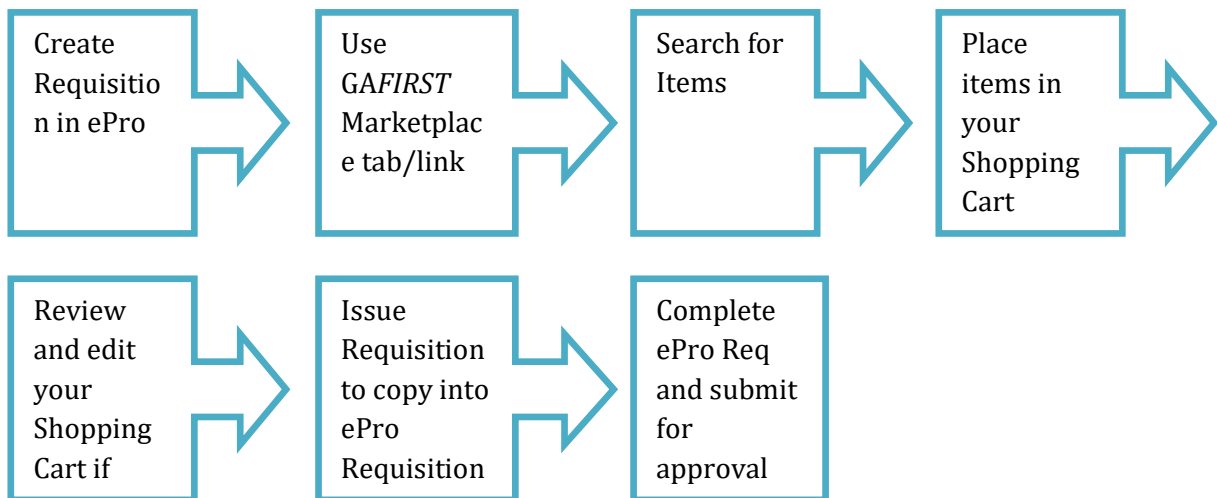 Create
Requisitio
n in ePro
Use
GAFIRST
Marketplac
e tab/link
Search for
Items
Place
items in
your
Shopping
Cart
Review
and edit
your
Shopping
Cart if
Issue
Requisition
to copy into
ePro
Requisition
Complete
ePro Req
and submit
for
approval